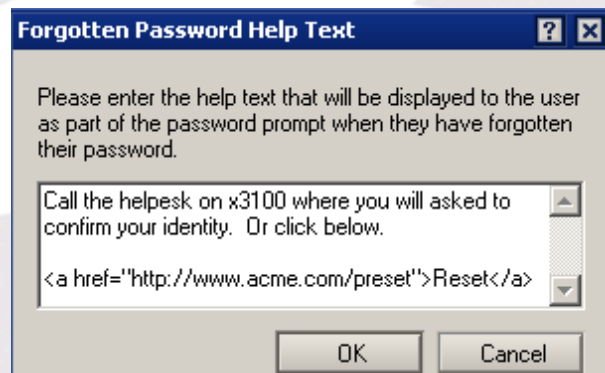 Forgotten Password Help Text
Please enter the help text that will be displayed to the user
as part of the password prompt when they have forgotten
their password.
Call the helpesk on x3100 where you will asked to
confirm your identity.  Or click below.
<a href="http://www.acme.com/preset">Reset</a>
OK
Cancel